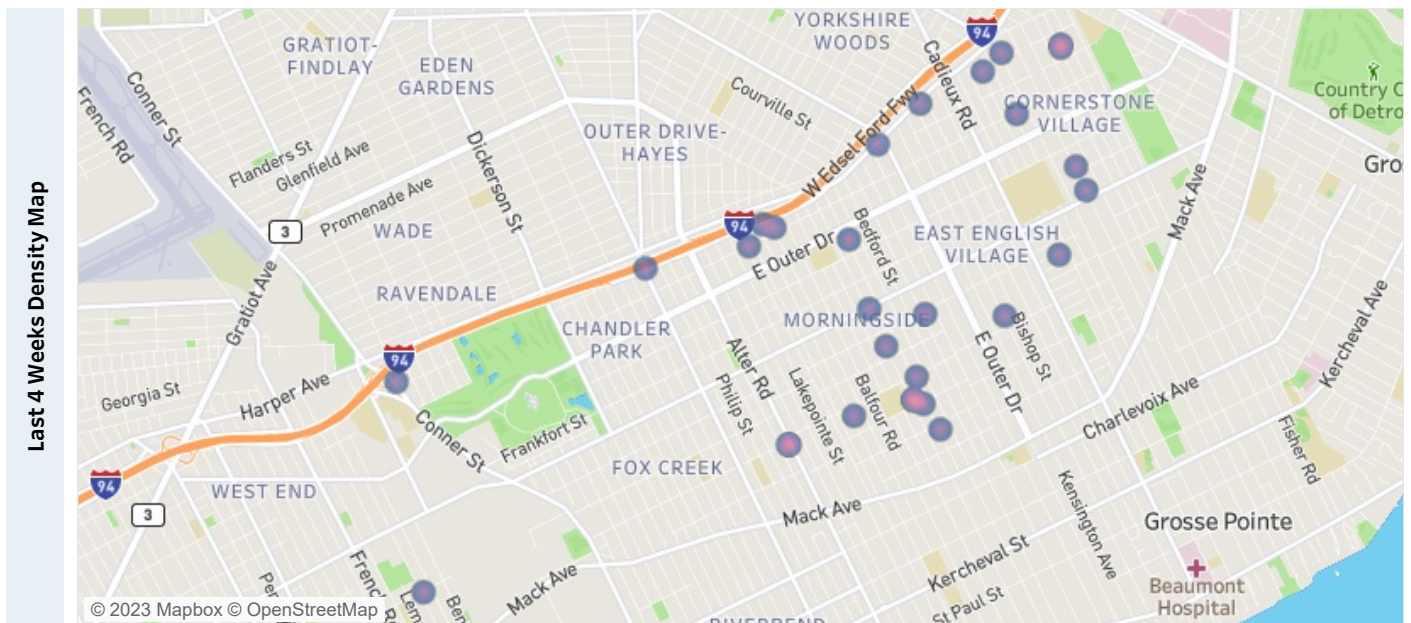 Last 4 Weeks Density Map
YORKSHIRE
WOODS
94
GRATIOT-
FINDLAY
EDEN
GARDENS
Conner St
French Rd
Cadieux Rd
Courville St
Country C
of Detro
CORNERSTONE
VILLAGE
W Edsel Ford Fwy
OUTER DRIVE-
HAYES
Flanders St
Glenfield Ave
Dickerson St
Gro
Promenade Ave
Mack Ave
3
WADE
94
Bedford St
E Outer Dr
EAST ENGLISH
VILLAGE
Gratiot Ave
RAVENDALE
Kercheval Ave
MORNINGSIDE
CHANDLER
PARK
Bishop St
E Outer Dr
94
Alter Rd
Georgia St
Harper Ave
Philip St
Lakepointe St
Balfour Rd
Charlevoix Ave
Conner St
Frankfort St
Fisher Rd
FOX CREEK
94
WEST END
3
Mack Ave
Kensington Ave
Grosse Pointe
Kercheval St
French R
Mack Ave
Beaumont
Hospital
Pe
Lem
Ben
St Paul St
© 2023 Mapbox © OpenStreetMap
RIVERBEND